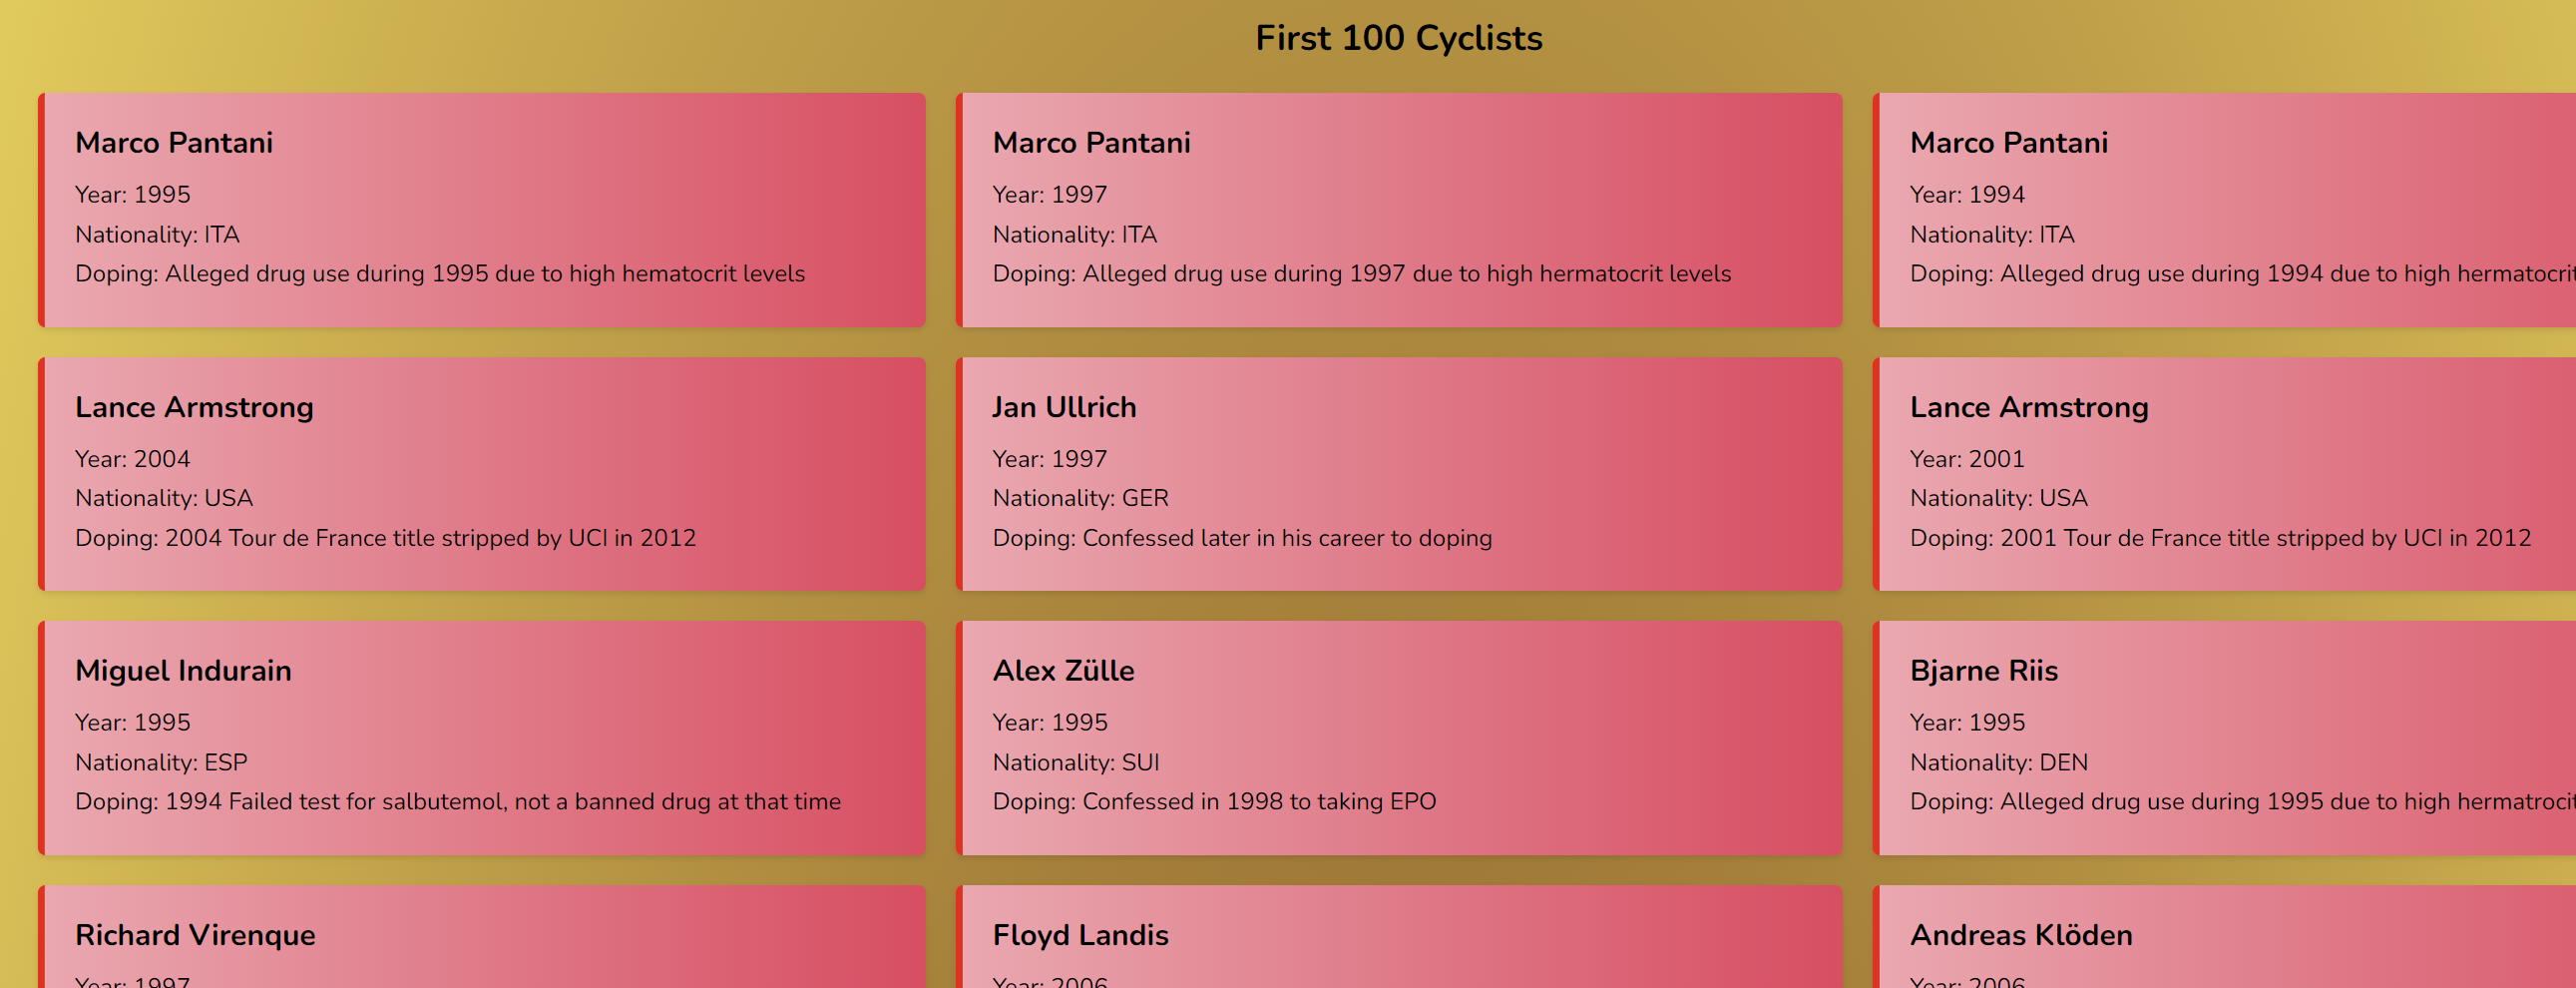 First 100 Cyclists
Marco Pantani
Year: 1995
Nationality: ITA
Doping: Alleged drug use during 1995 due to high hematocrit levels
Marco Pantani
Year: 1997
Nationality: ITA
Doping: Alleged drug use during 1997 due to high hermatocrit levels
Marco Pantani
Year: 1994
Nationality: ITA
Doping: Alleged drug use during 1994 due to high hermatocrit
Lance Armstrong
Year: 2004
Nationality: USA
Doping: 2004 Tour de France title stripped by UCI in 2012
Jan Ullrich
Year: 1997
Nationality: GER
Doping: Confessed later in his career to doping
Lance Armstrong
Year: 2001
Nationality: USA
Doping: 2001 Tour de France title stripped by UCI in 2012
Miguel Indurain
Year: 1995
Nationality: ESP
Doping: 1994 Failed test for salbutemol, not a banned drug at that time
Alex Zülle
Year: 1995
Nationality: SUI
Doping: Confessed in 1998 to taking EPO
Bjarne Riis
Year: 1995
Nationality: DEN
Doping: Alleged drug use during 1995 due to high hermatrocit
Richard Virenque
Year: 1997
Floyd Landis
Year: 2006
Andreas Klöden
Year: 2006